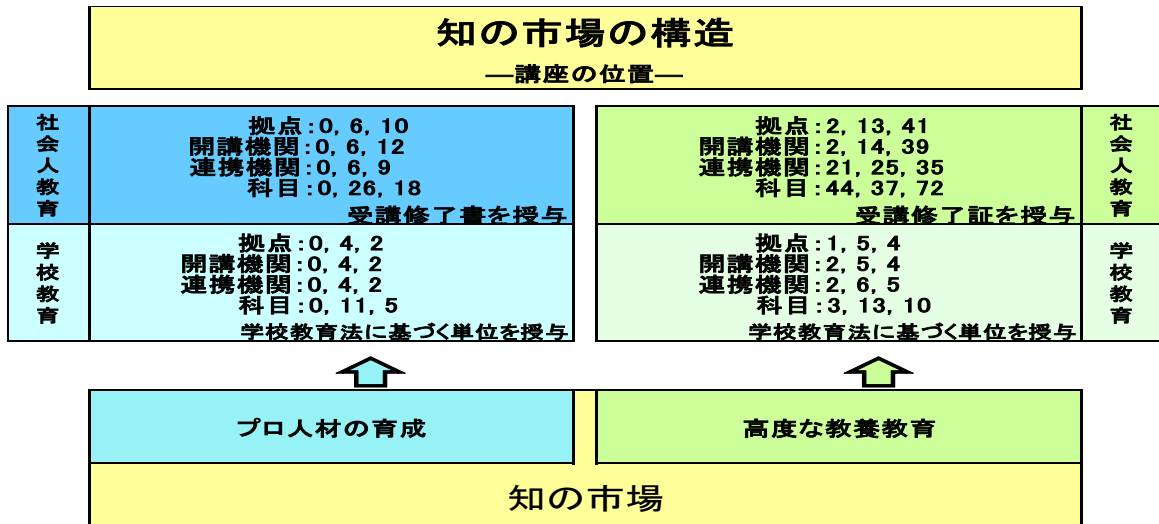 知の市場の構造
―講座の位置―
社会人教育
拠点:0, 6, 10
開講機関:0, 6, 12
連携機関:0, 6, 9
科目:0, 26, 18
受講修了書を授与
拠点:2, 13, 41
開講機関:2, 14, 39
連携機関:21, 25, 35
科目:44, 37, 72
受講修了証を授与
社会人教育
学校教育
拠点:0, 4, 2
開講機関:0, 4, 2
連携機関:0, 4, 2
科目:0, 11, 5
学校教育法に基づく単位を授与
拠点:1, 5, 4
開講機関:2, 5, 4
連携機関:2, 6, 5
科目:3, 13, 10
学校教育法に基づく単位を授与
学校教育
プロ人材の育成
高度な教養教育
知の市場